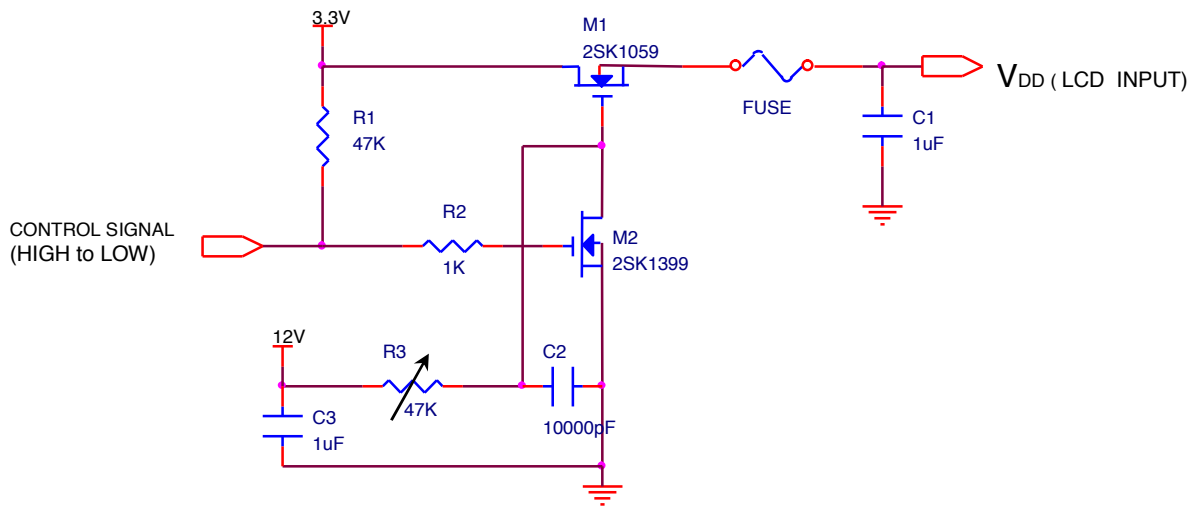 3.3V
M1
2SK1059
FUSE
VDD ( LCD INPUT)
R1
47K
C1
1uF
CONTROL SIGNAL
(HIGH to LOW)
R2
1K
M2
2SK1399
12V
R3
47K
C2
10000pF
C3
1uF